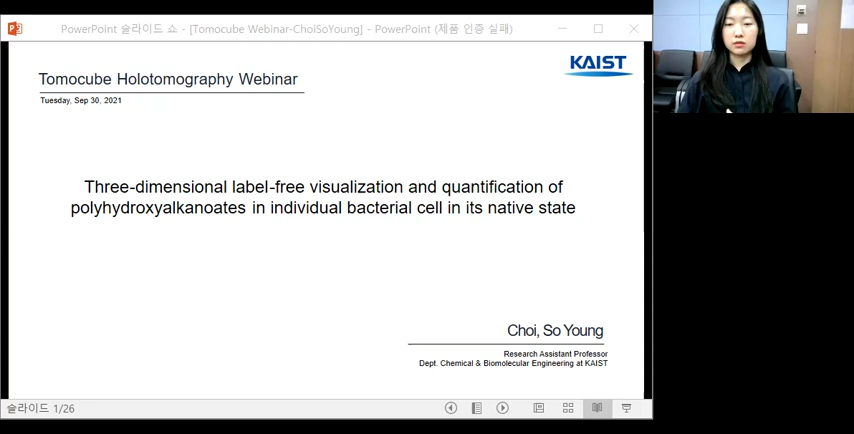 PowerPoint 슬라이드 쇼 - [Tomocube Webinar-ChoiSoYoung] - PowerPoint (제품 인증 실패)
KAIST
Tomocube Holotomography Webinar
Tuesday, Sep 30, 2021
Three-dimensional label-free visualization and quantification of
polyhydroxyalkanoates in individual bacterial cell in its native state
Choi, So Young
Research Assistant Professor
Dept. Chemical & Biomolecular Engineering at KAIST
슬라이드 1/26